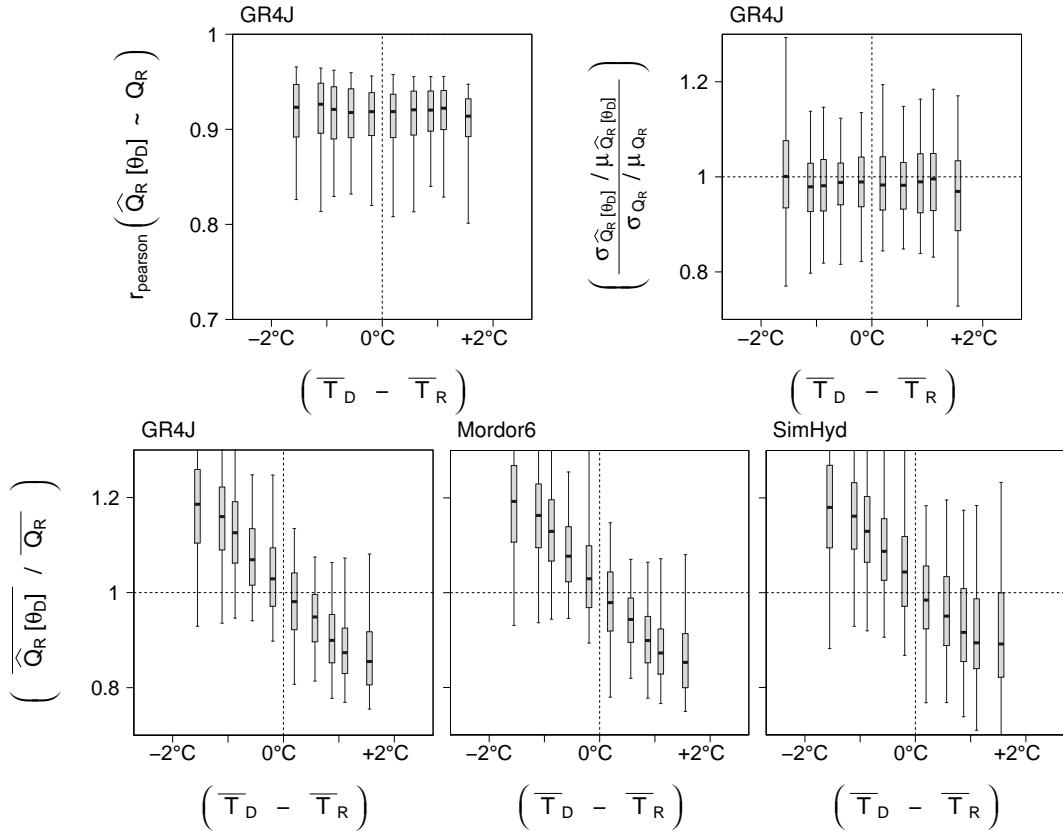 GR4J
r_pearson ( Q̂_R [θ_D] ~ Q_R )
1
0.9
0.8
0.7
−2°C 0°C +2°C
( T̅_D − T̅_R )
GR4J
( σ_Q̂_R [θ_D] / μ_Q̂_R [θ_D]
σ_Q_R / μ_Q_R )
1.2
1
0.8
−2°C 0°C +2°C
( T̅_D − T̅_R )
GR4J
( Q̂_R [θ_D] / Q_R )
1.2
1
0.8
−2°C 0°C +2°C
( T̅_D − T̅_R )
Mordor6
−2°C 0°C +2°C
( T̅_D − T̅_R )
SimHyd
−2°C 0°C +2°C
( T̅_D − T̅_R )